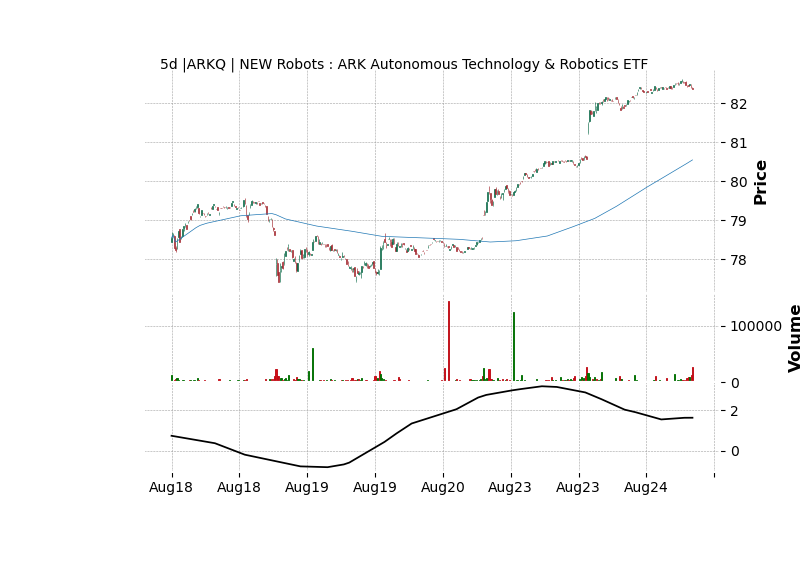 5d |ARKQ | NEW Robots : ARK Autonomous Technology & Robotics ETF
82
81
80
79
78
Price
100000
0
Volume
2
0
Aug18 Aug18 Aug19 Aug19 Aug20 Aug23 Aug23 Aug24